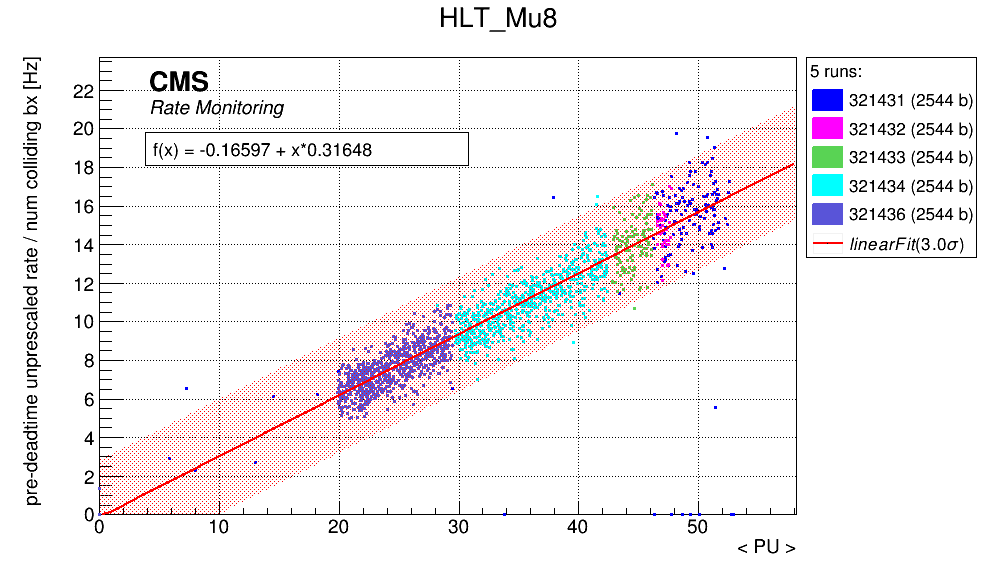 HLT_Mu8
pre-deadtime unprescaled rate / num colliding bx [Hz]
CMS
Rate Monitoring
f(x) = -0.16597 + x*0.31648
22
20
18
16
14
12
10
8
6
4
2
0
0 10 20 30 40 50
< PU >
5 runs:
321431 (2544 b)
321432 (2544 b)
321433 (2544 b)
321434 (2544 b)
321436 (2544 b)
linearFit(3.0σ)